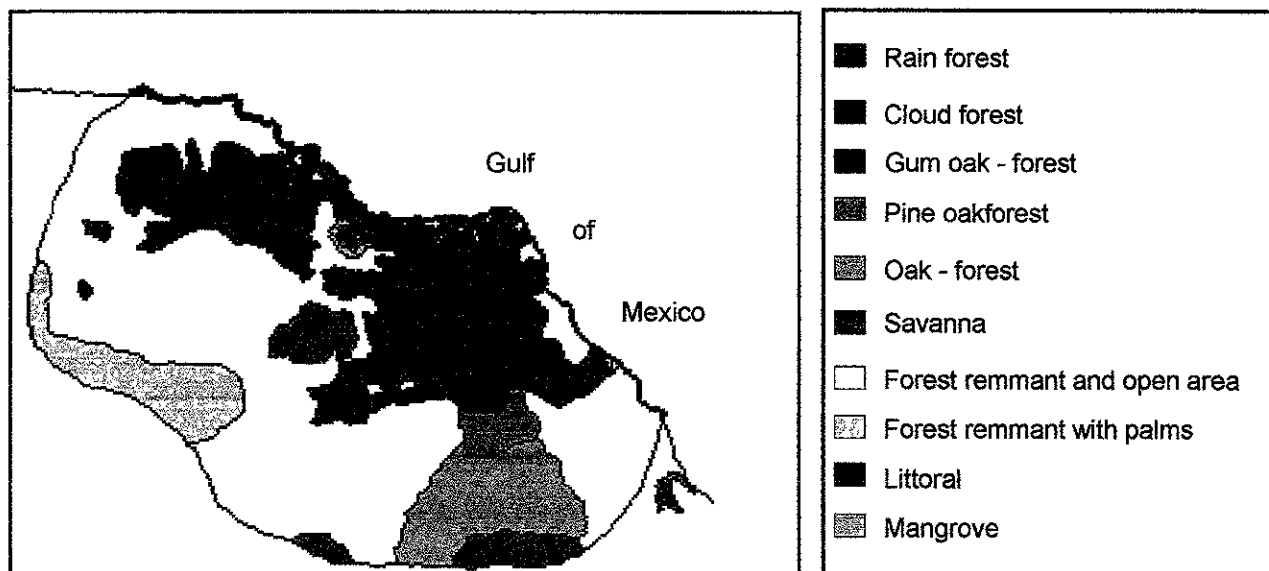 Gulf
of
Mexico
Rain forest
Cloud forest
Gum oak - forest
Pine oakforest
Oak - forest
Savanna
Forest remmant and open area
Forest remmant with palms
Littoral
Mangrove